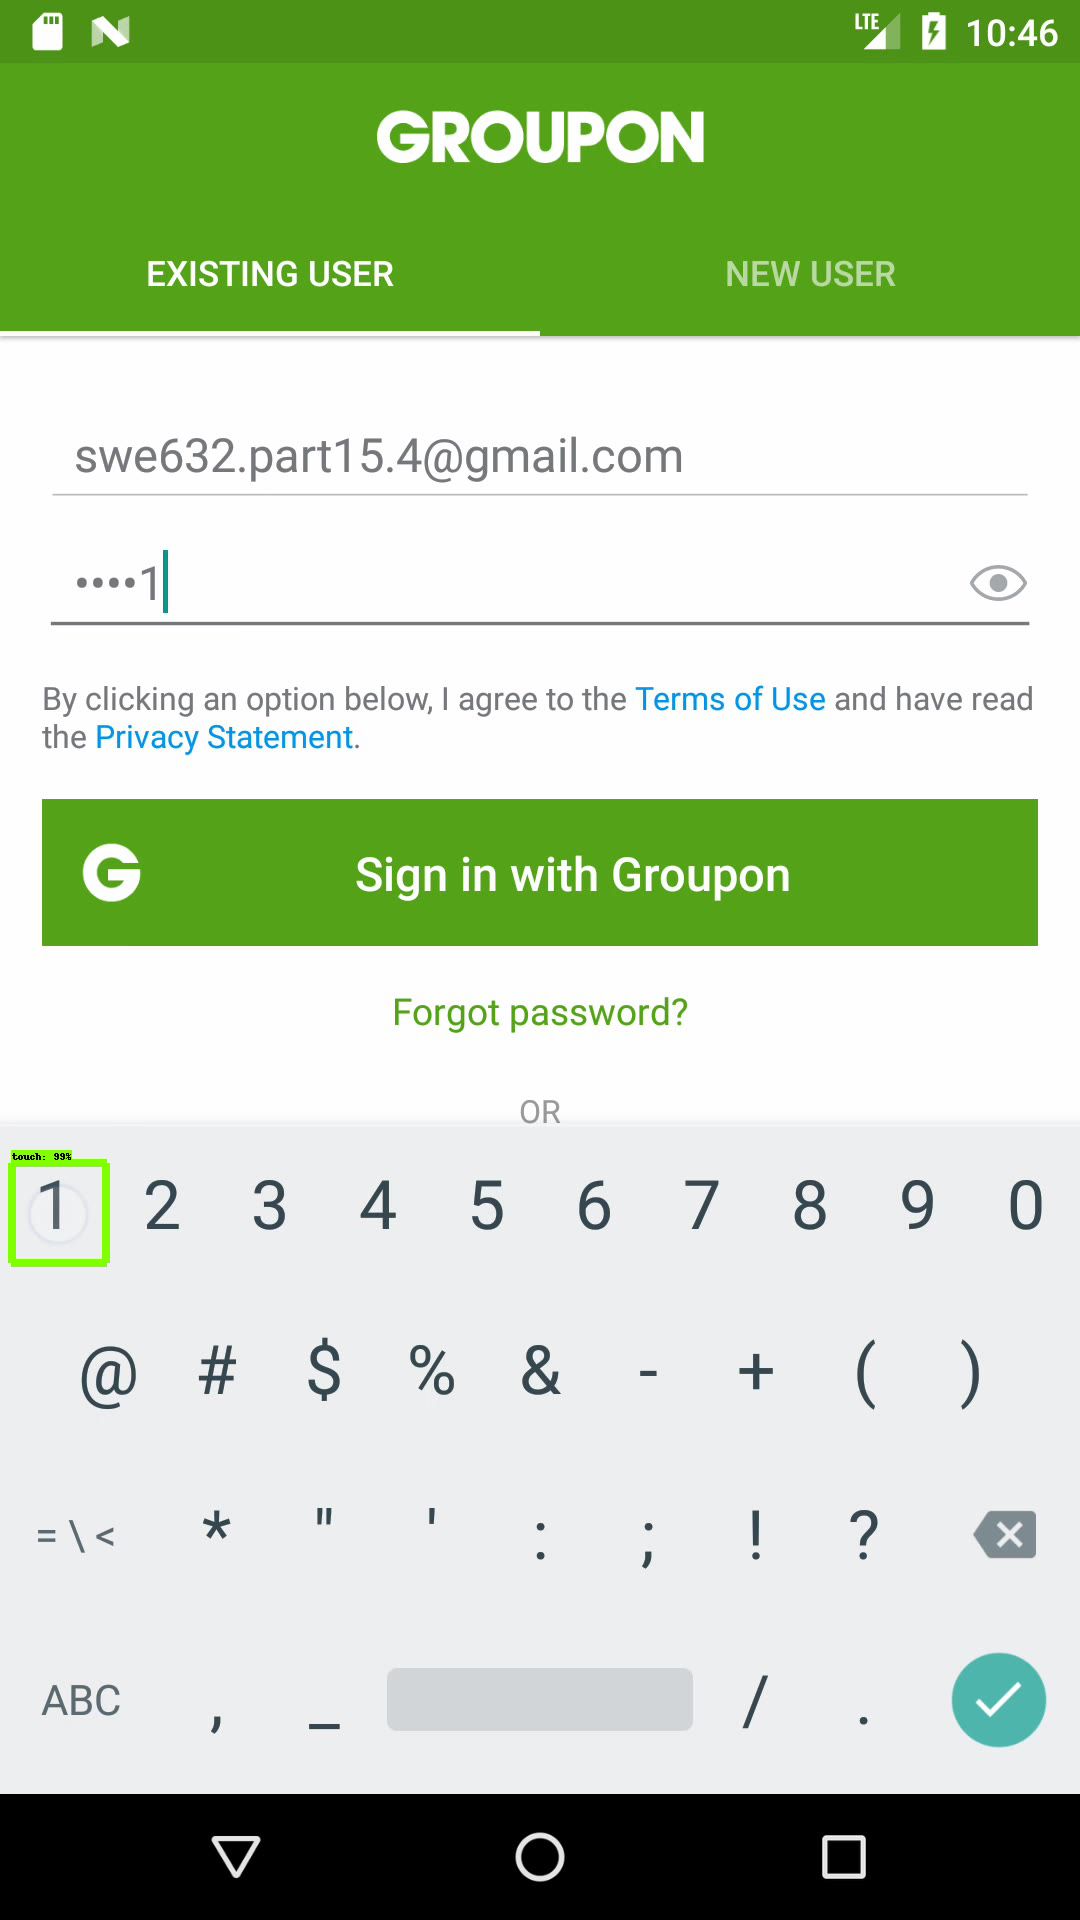 LTE 10:46
GROUPON
EXISTING USER NEW USER
swe632.part15.4@gmail.com
••••1
By clicking an option below, I agree to the Terms of Use and have read
the Privacy Statement.
G Sign in with Groupon
Forgot password?
OR
touch: 99%
1 2 3 4 5 6 7 8 9 0
@ # $ % & - + ( )
= \ < * " ' : ; ! ?
ABC , _ / .